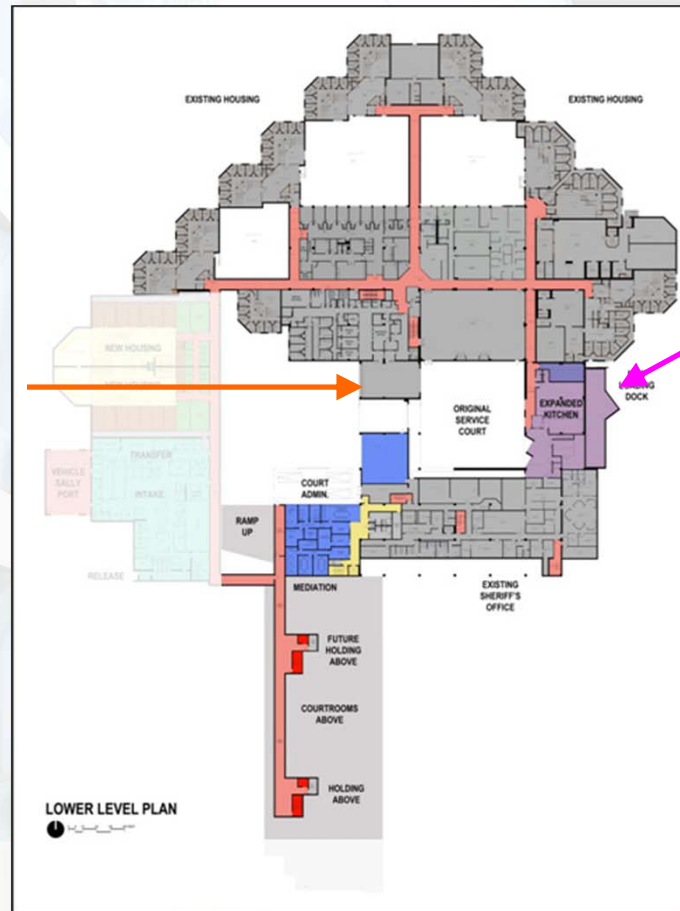 EXISTING HOUSING
EXISTING HOUSING
NEW HOUSING
TRANSFER
VEHICLE
SALLY
PORT
INTAKE
RELEASE
RAMP
UP
COURT
ADMIN.
MEDIATION
ORIGINAL
SERVICE
COURT
EXPANDED
KITCHEN
DOCK
EXISTING
SHERIFF'S
OFFICE
FUTURE
HOLDING
ABOVE
COURTROOMS
ABOVE
HOLDING
ABOVE
LOWER LEVEL PLAN